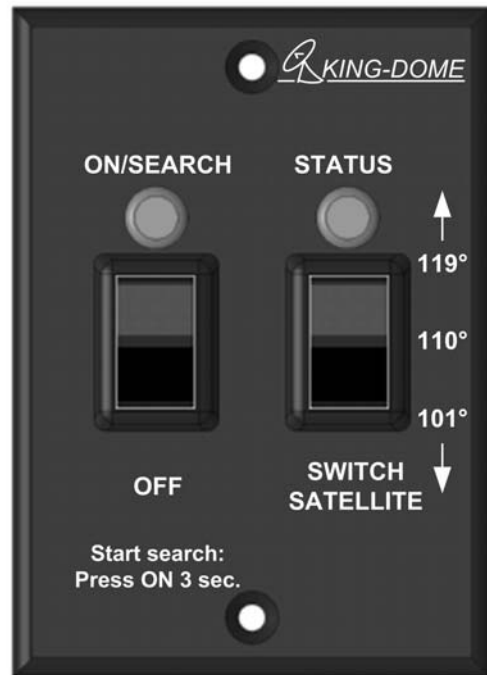 KING-DOME
ON/SEARCH
STATUS
119°
110°
101°
OFF
SWITCH
SATELLITE
Start search:
Press ON 3 sec.